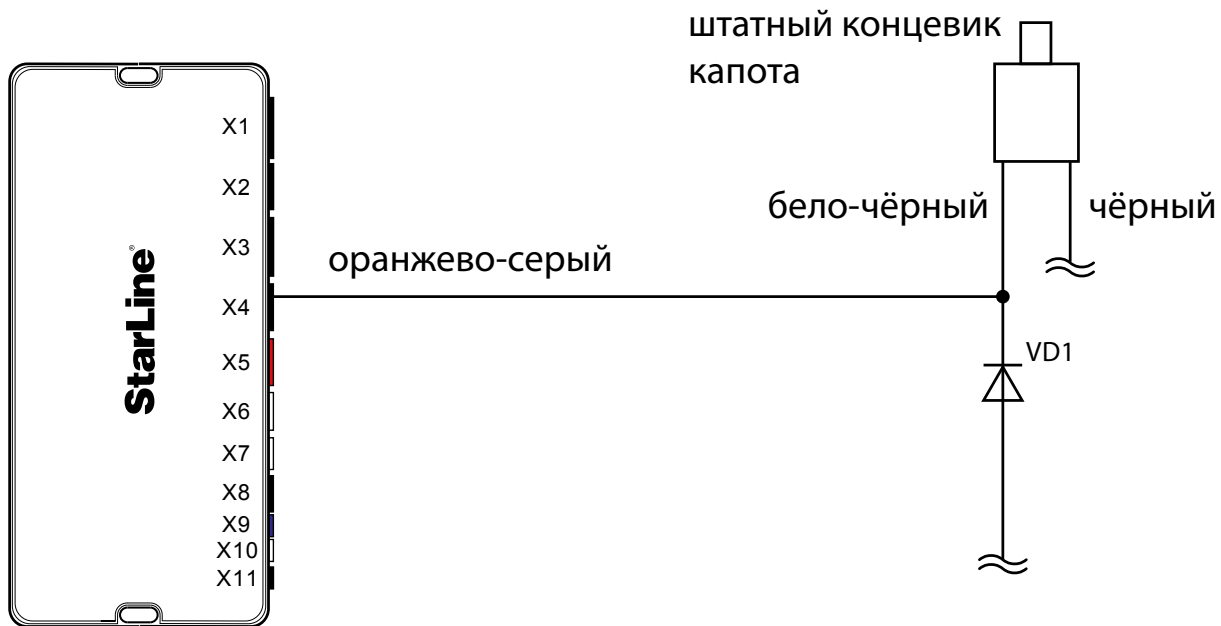 штатный концевик
капота
X1
X2
бело-чёрный
чёрный
X3
StarLine®
оранжево-серый
X4
X5
VD1
X6
X7
X8
X9
X10
X11